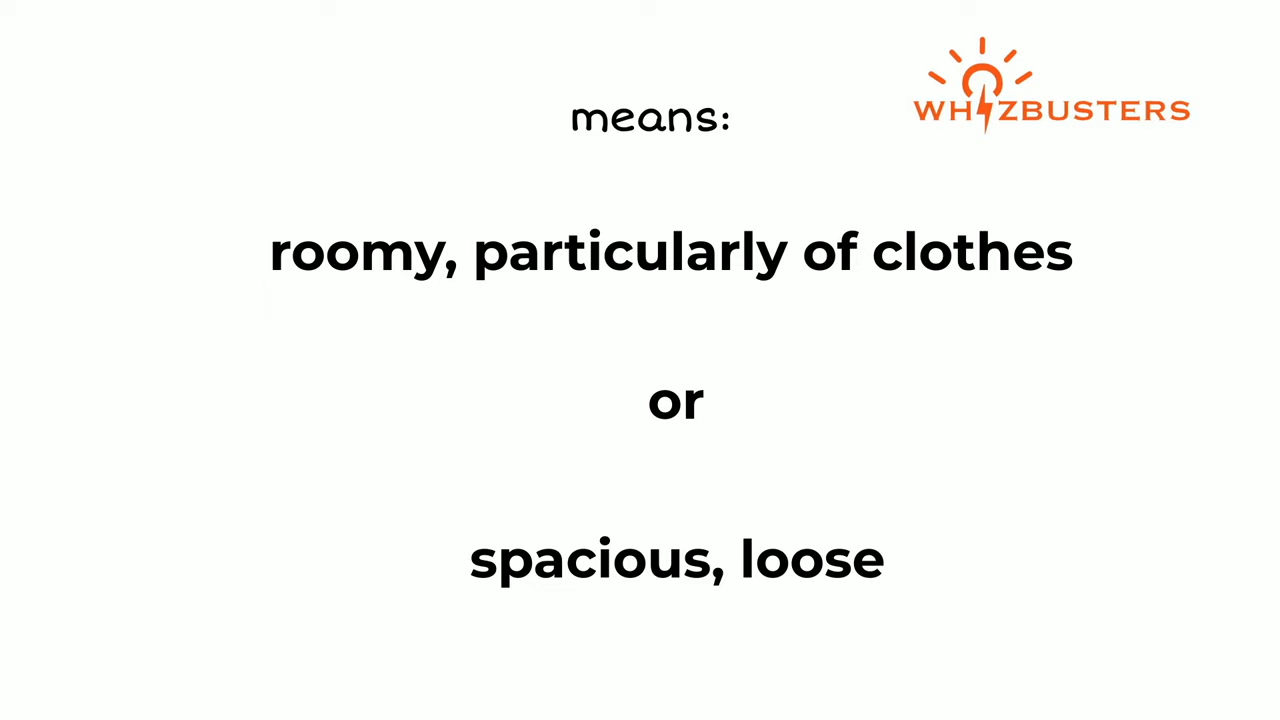 WHIZBUSTERS
means:
roomy, particularly of clothes
or
spacious, loose